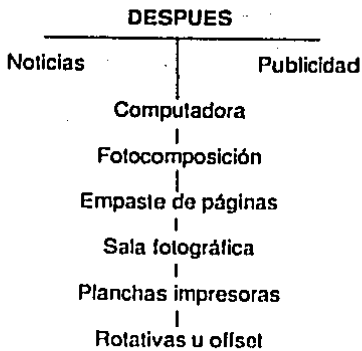 DESPUES
Noticias Publicidad
Computadora
Fotocomposición
Empaste de páginas
Sala fotográfica
Planchas impresoras
Rotativas u offset